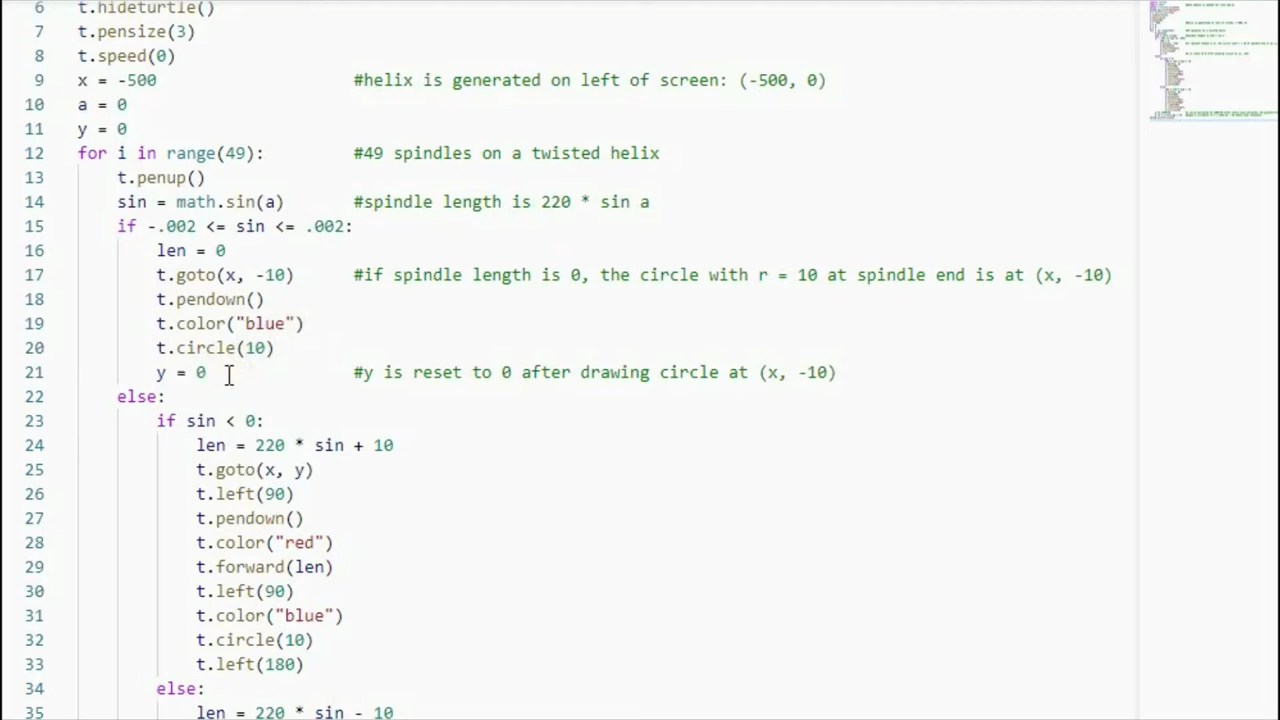 6 t.hideturtle()
7 t.pensize(3)
8 t.speed(0)
9 x = -500 #helix is generated on left of screen: (-500, 0)
10 a = 0
11 y = 0
12 for i in range(49): #49 spindles on a twisted helix
13 t.penup()
14 sin = math.sin(a) #spindle length is 220 * sin a
15 if -.002 <= sin <= .002:
16 len = 0
17 t.goto(x, -10) #if spindle length is 0, the circle with r = 10 at spindle end is at (x, -10)
18 t.pendown()
19 t.color("blue")
20 t.circle(10)
21 y = 0 #y is reset to 0 after drawing circle at (x, -10)
22 else:
23 if sin < 0:
24 len = 220 * sin + 10
25 t.goto(x, y)
26 t.left(90)
27 t.pendown()
28 t.color("red")
29 t.forward(len)
30 t.left(90)
31 t.color("blue")
32 t.circle(10)
33 t.left(180)
34 else:
35 len = 220 * sin - 10